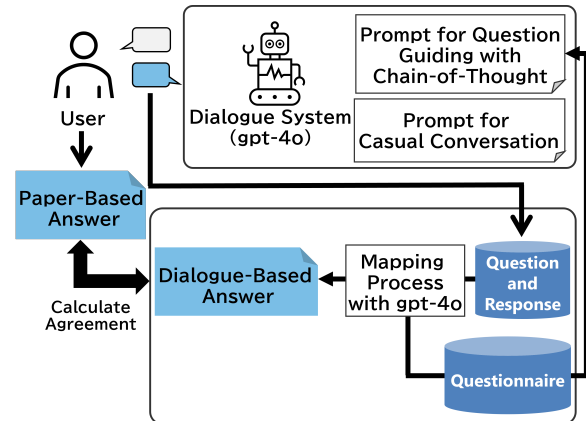 Prompt for Question
Guiding with
Chain-of-Thought
Dialogue System
(gpt-4o)
Prompt for
Casual Conversation
User
Paper-Based
Answer
Calculate
Agreement
Dialogue-Based
Answer
Mapping
Process
with gpt-4o
Question
and
Response
Questionnaire